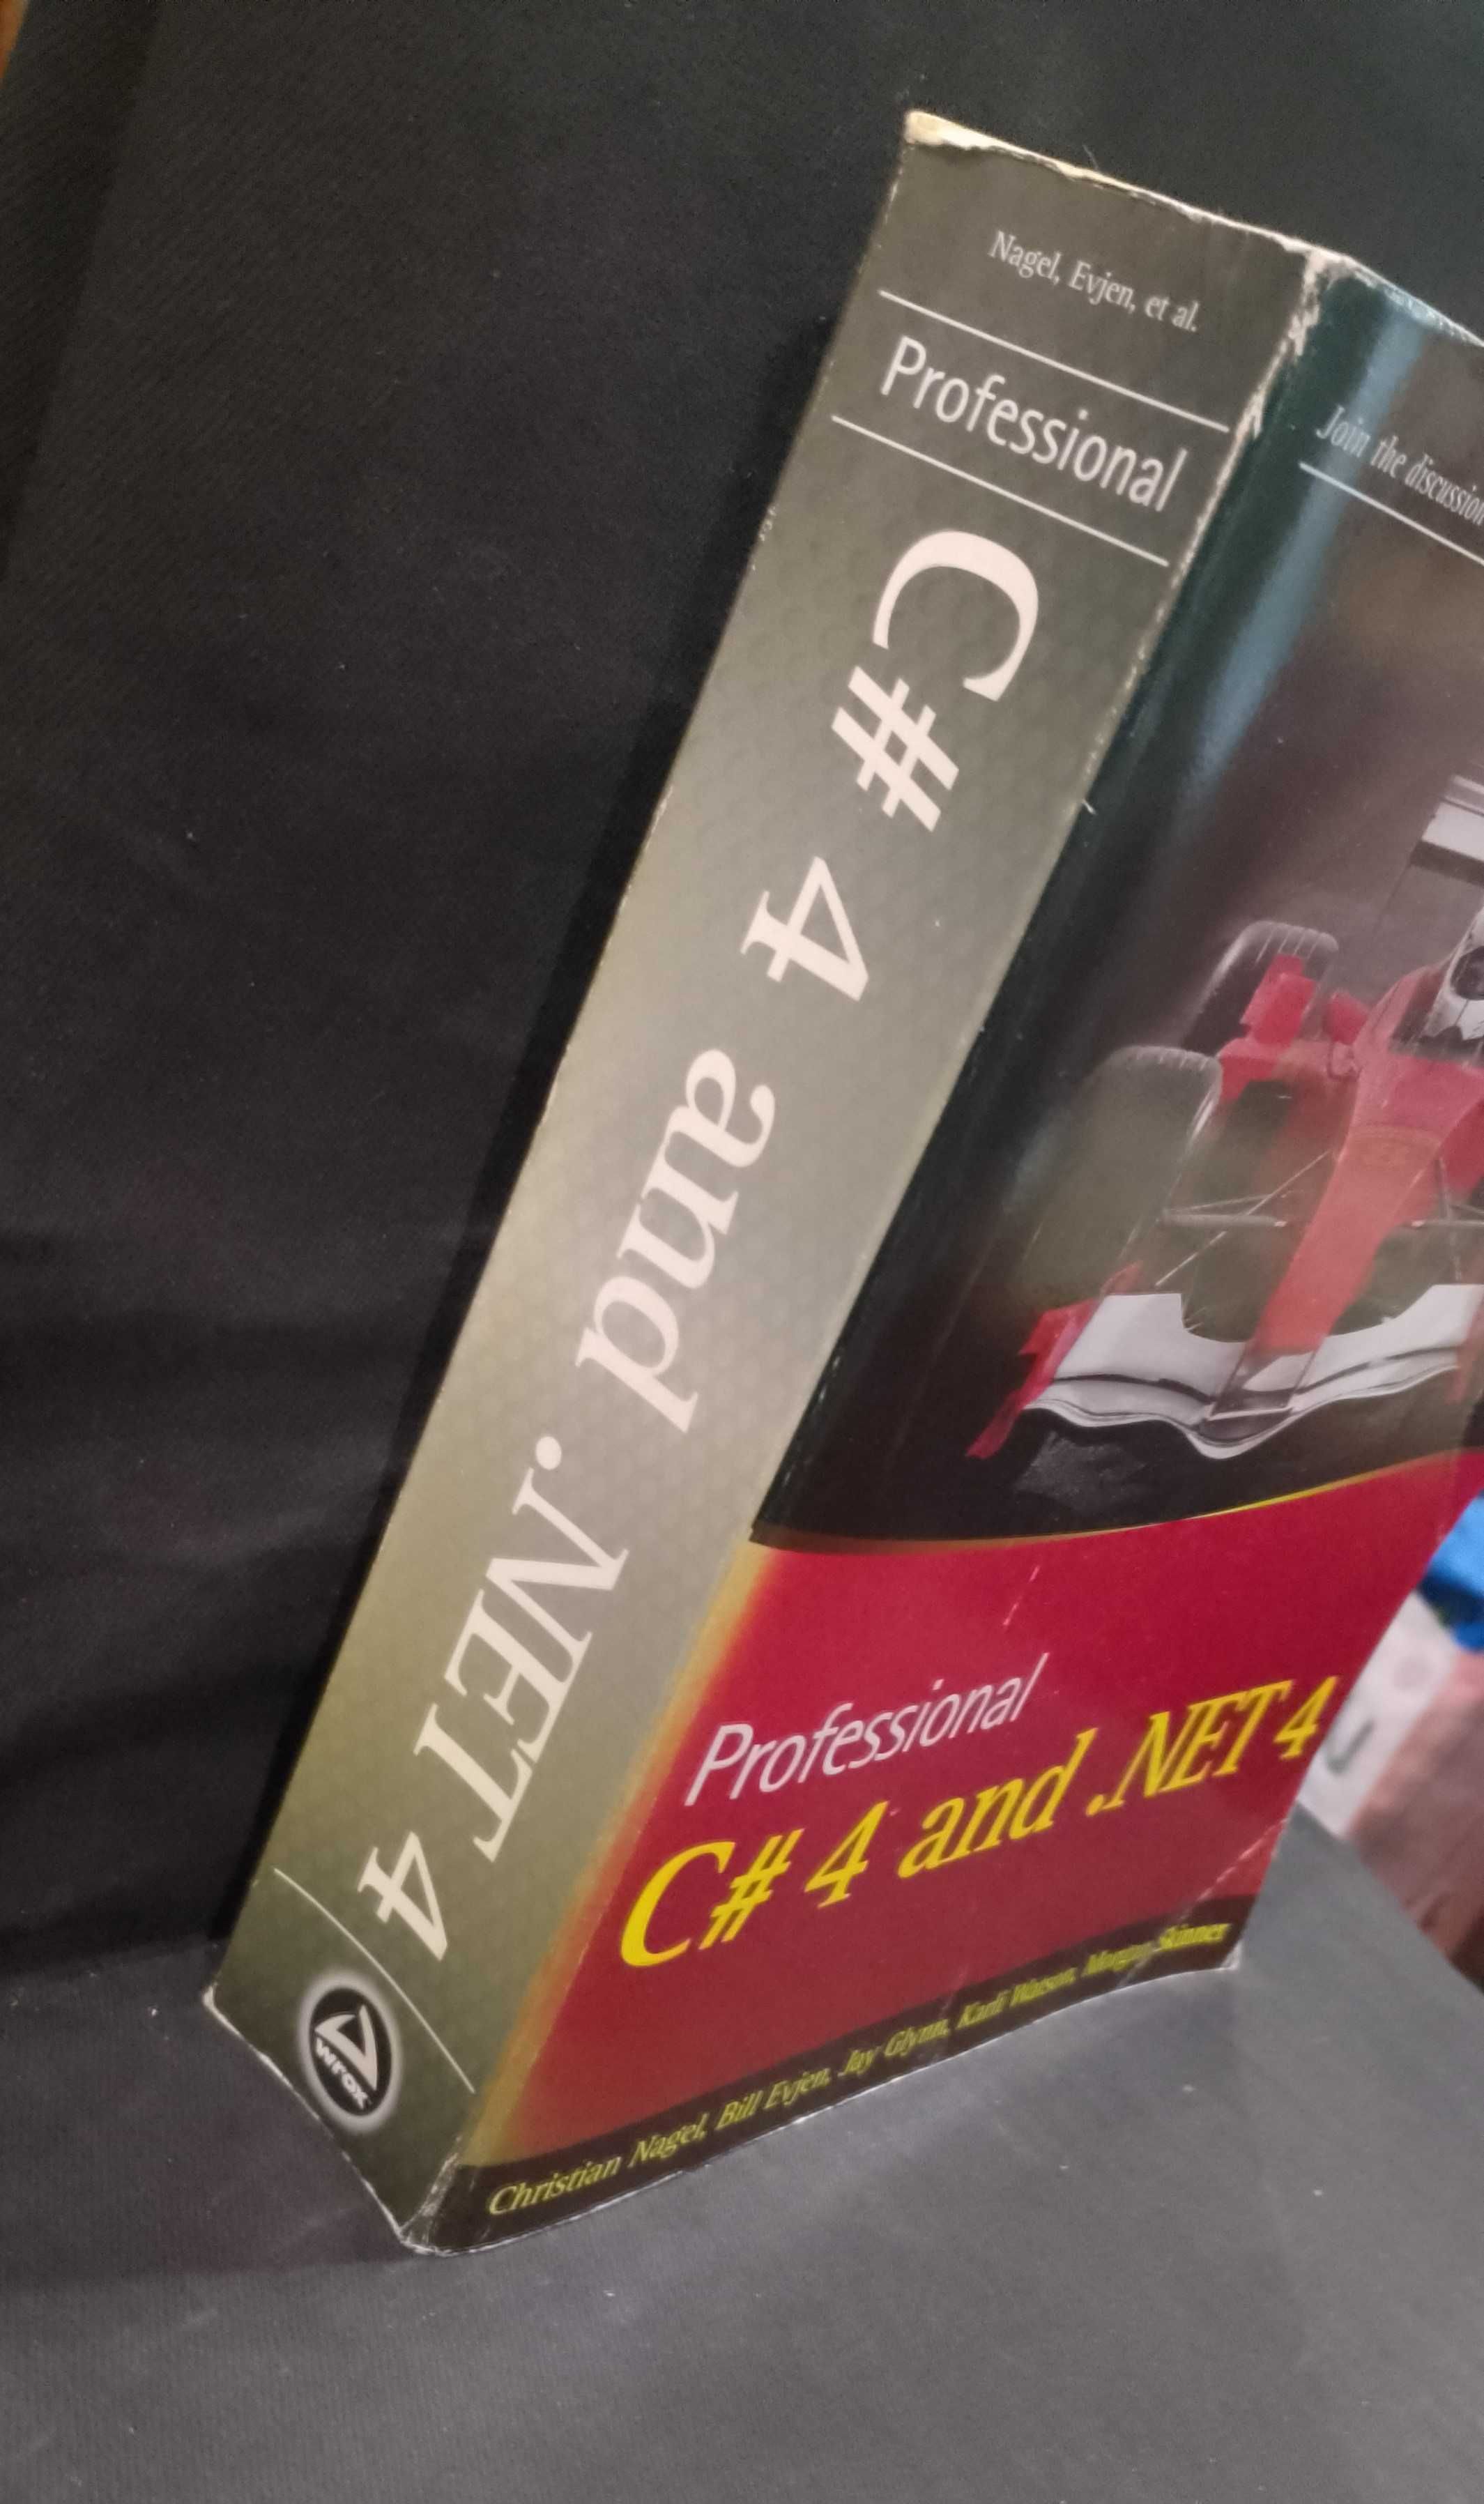 Nagel, Evjen, et al.
Professional
C# 4 and .NET 4
wrox
Join the discussion
Professional
C# 4 and .NET 4
Christian Nagel, Bill Evjen, Jay Glynn, Karli Watson, Morgan Skinner